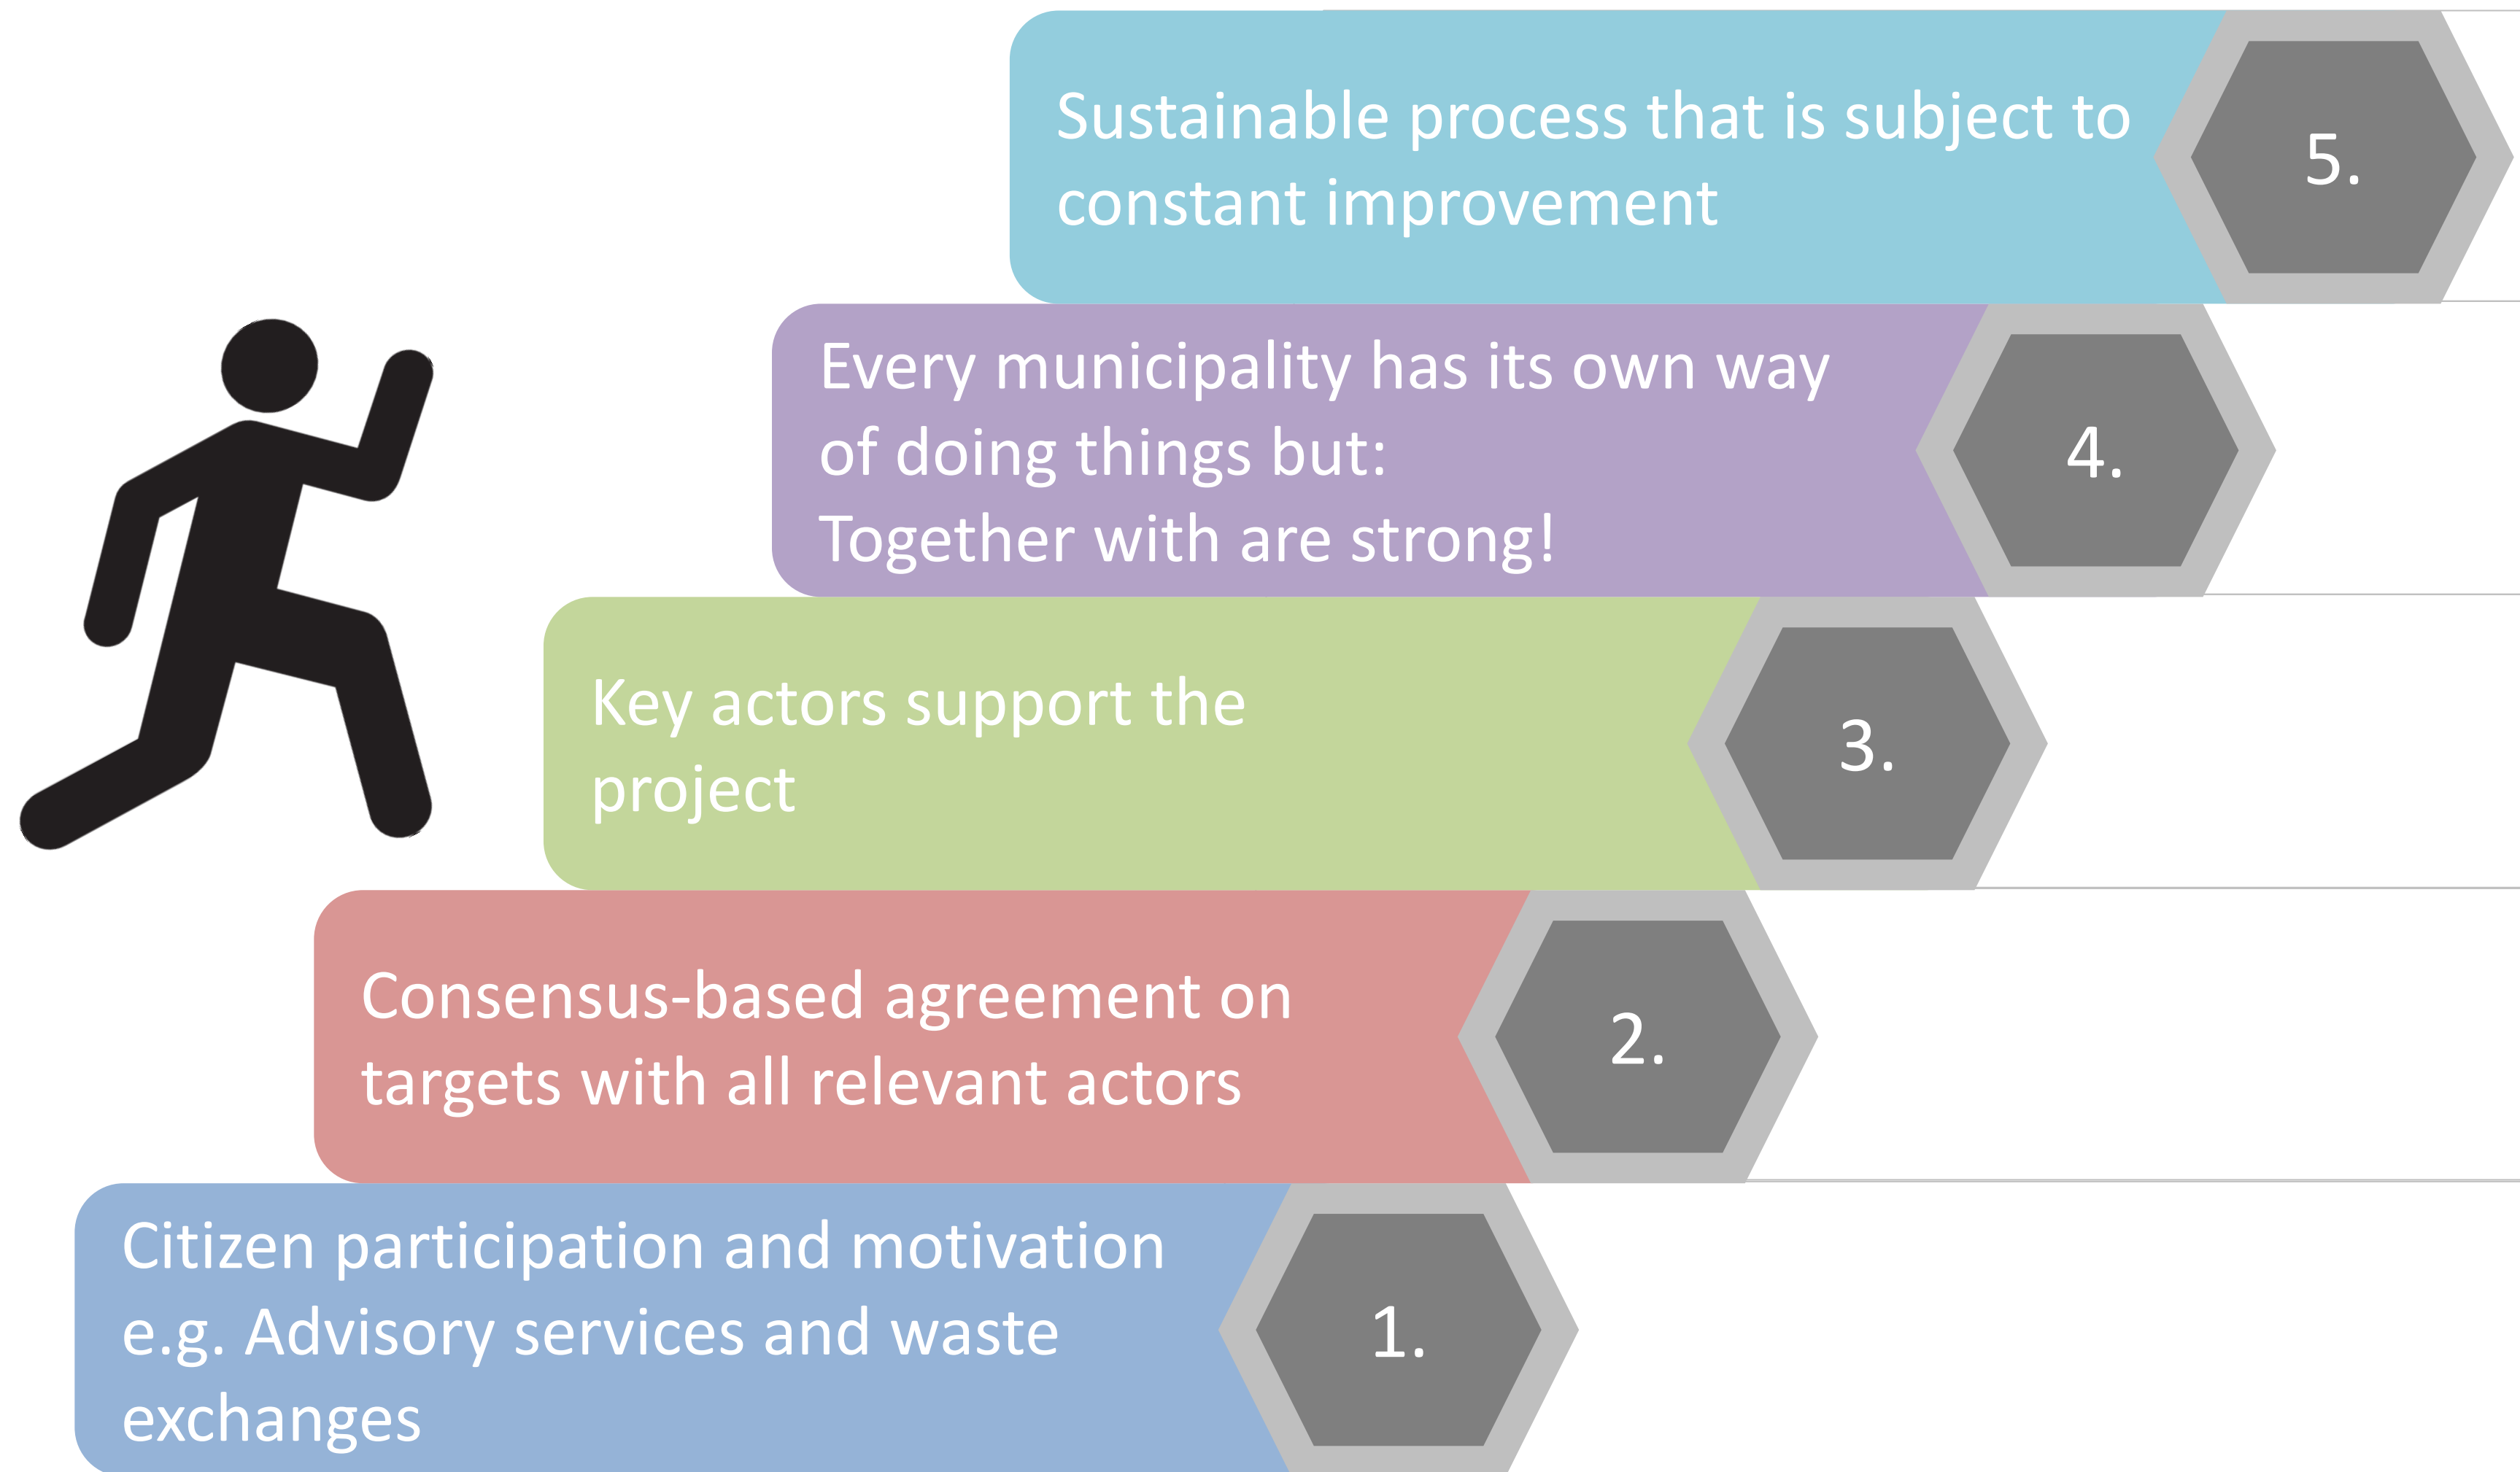 Sustainable process that is subject to
constant improvement
5.
Every municipality has its own way
of doing things but:
Together with are strong!
4.
Key actors support the
project
3.
Consensus-based agreement on
targets with all relevant actors
2.
Citizen participation and motivation
e.g. Advisory services and waste
exchanges
1.